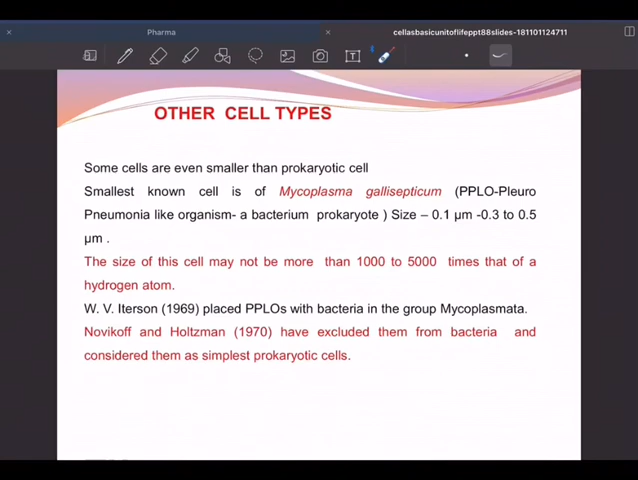 Pharma
cellasbasicunitoflifeppt88slides-181101124711
OTHER CELL TYPES
Some cells are even smaller than prokaryotic cell
Smallest known cell is of Mycoplasma gallisepticum (PPLO-Pleuro
Pneumonia like organism- a bacterium prokaryote ) Size – 0.1 μm -0.3 to 0.5
μm .
The size of this cell may not be more than 1000 to 5000 times that of a
hydrogen atom.
W. V. Iterson (1969) placed PPLOs with bacteria in the group Mycoplasmata.
Novikoff and Holtzman (1970) have excluded them from bacteria and
considered them as simplest prokaryotic cells.